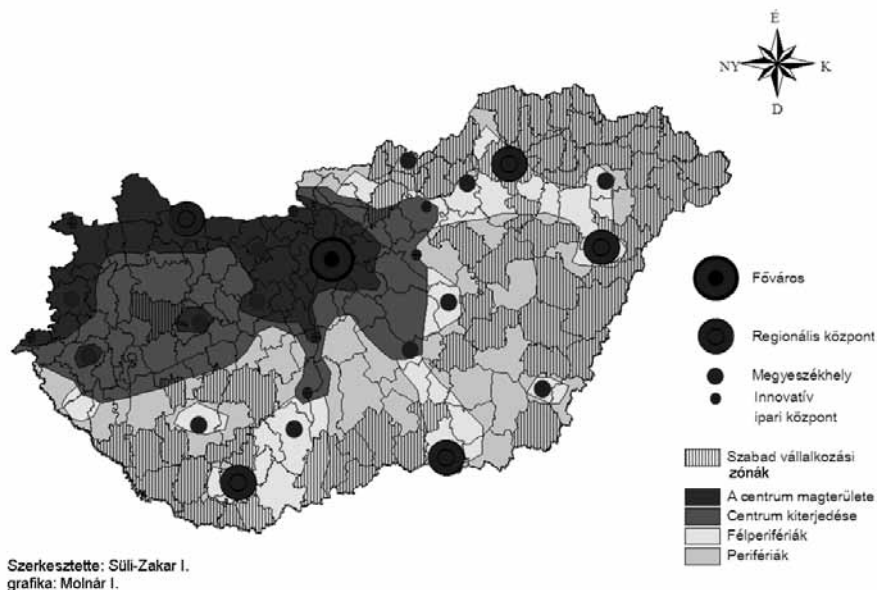 É
NY
K
D
Főváros
Regionális központ
Megyeszékhely
Innovatív
ipari központ
Szabad vállalkozási
zónák
A centrum magterülete
Centrum kiterjedése
Félperifériák
Perifériák
Szerkesztette: Süli-Zakar I.
grafika: Molnár I.